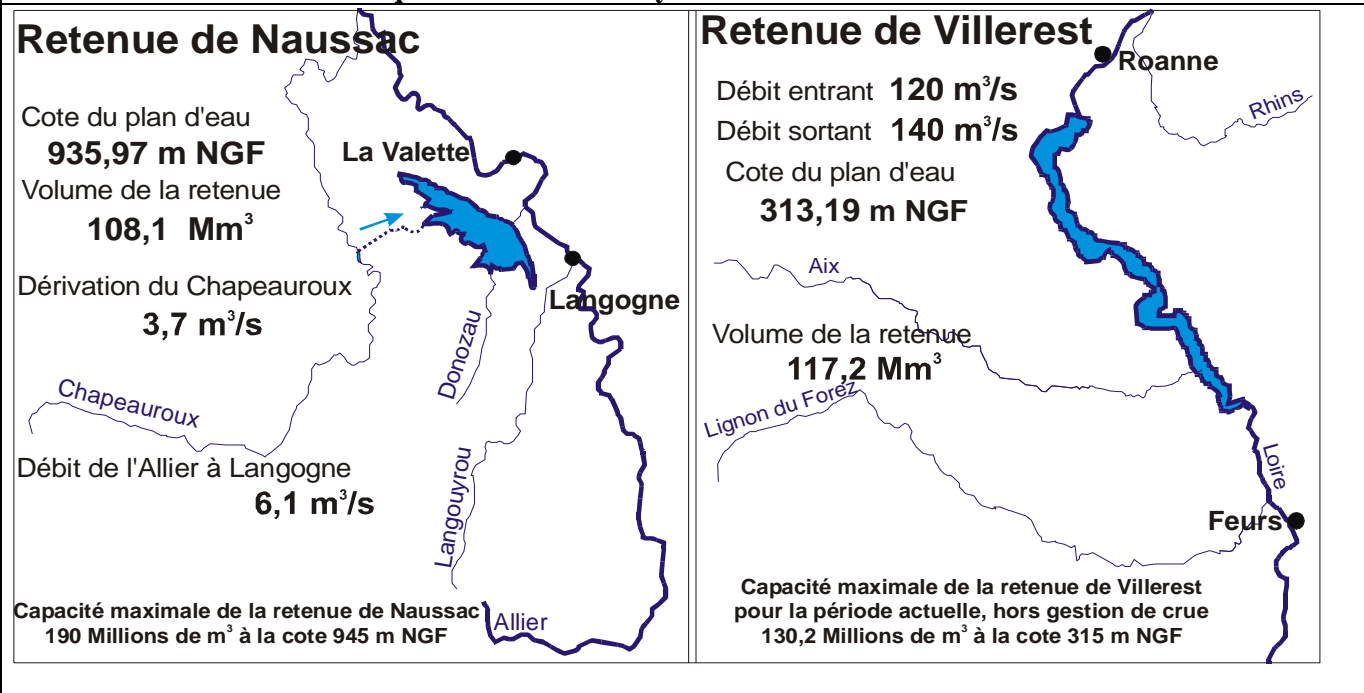 Retenue de Naussac
Cote du plan d'eau
935,97 m NGF
La Valette
Volume de la retenue
108,1 Mm³
Dérivation du Chapeauroux
3,7 m³/s
Langogne
Donozau
Chapeauroux
Débit de l'Allier à Langogne
6,1 m³/s
Langouyrou
Capacité maximale de la retenue de Naussac
190 Millions de m³ à la cote 945 m NGF
Allier
Retenue de Villerest
Roanne
Débit entrant 120 m³/s
Rhins
Débit sortant 140 m³/s
Cote du plan d'eau
313,19 m NGF
Aix
Volume de la retenue
117,2 Mm³
Lignon du Forez
Loire
Feurs
Capacité maximale de la retenue de Villerest
pour la période actuelle, hors gestion de crue
130,2 Millions de m³ à la cote 315 m NGF